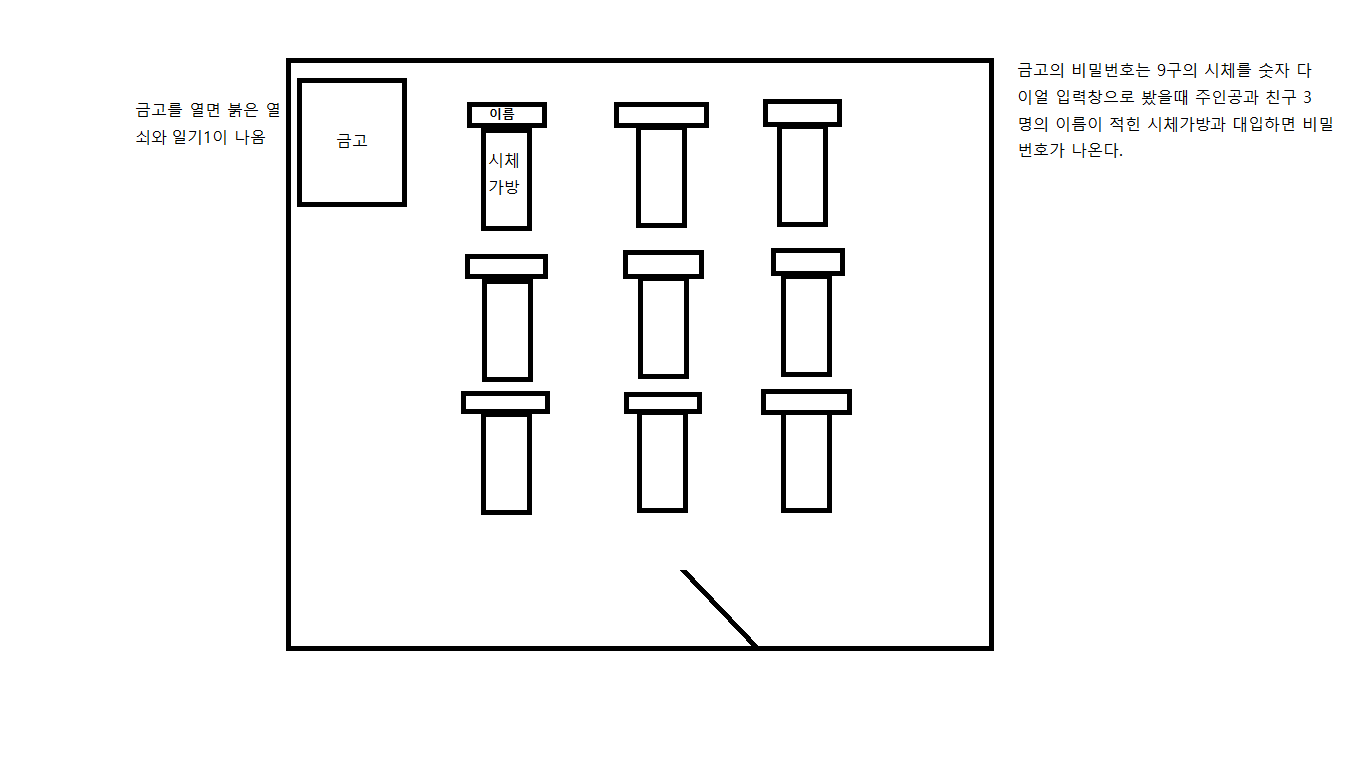 금고를 열면 붉은 열
쇠와 일기1이 나옴
금고
이름
시체
가방
금고의 비밀번호는 9구의 시체를 숫자 다
이얼 입력창으로 봤을때 주인공과 친구 3
명의 이름이 적힌 시체가방과 대입하면 비밀
번호가 나온다.